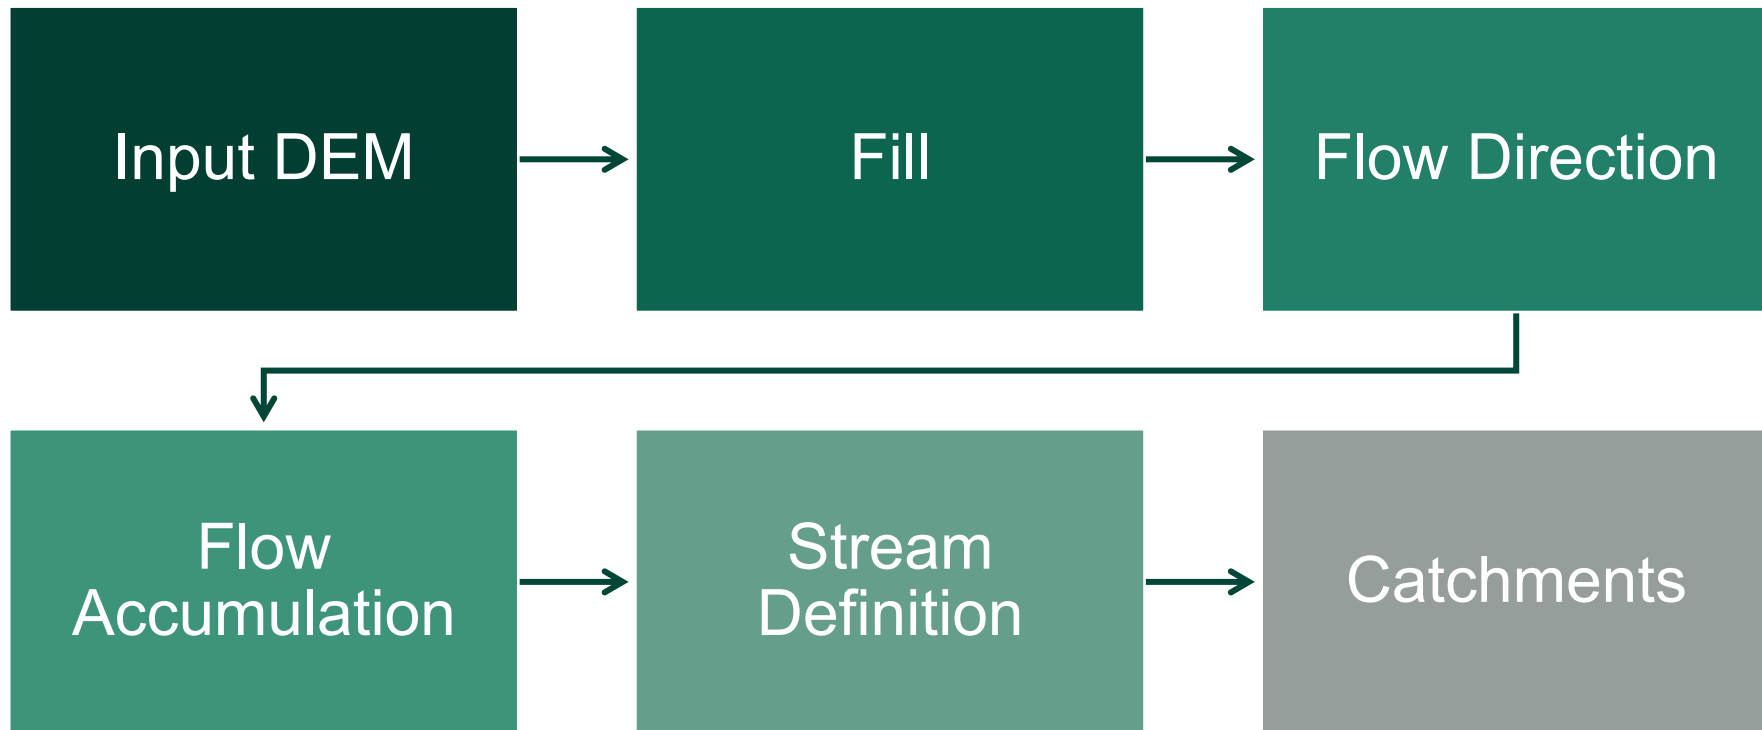 Input DEM
Fill
Flow Direction
Flow
Accumulation
Stream
Definition
Catchments